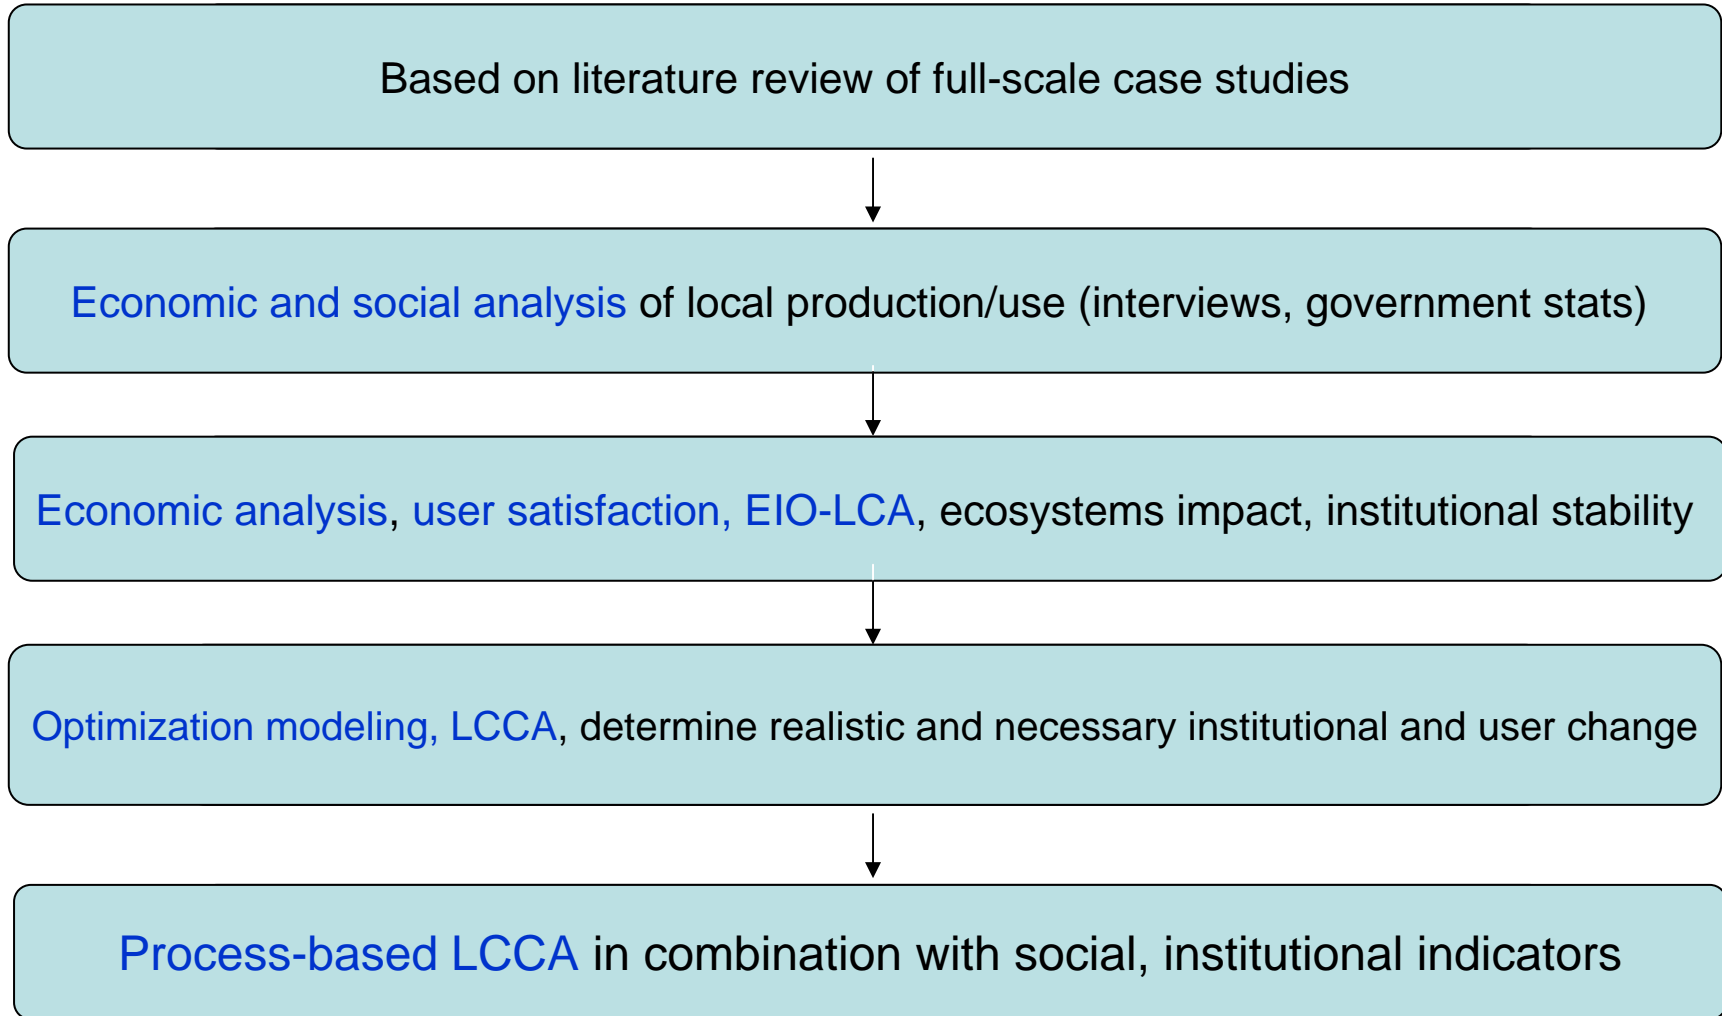 Based on literature review of full-scale case studies
Economic and social analysis of local production/use (interviews, government stats)
Economic analysis, user satisfaction, EIO-LCA, ecosystems impact, institutional stability
Optimization modeling, LCCA, determine realistic and necessary institutional and user change
Process-based LCCA in combination with social, institutional indicators